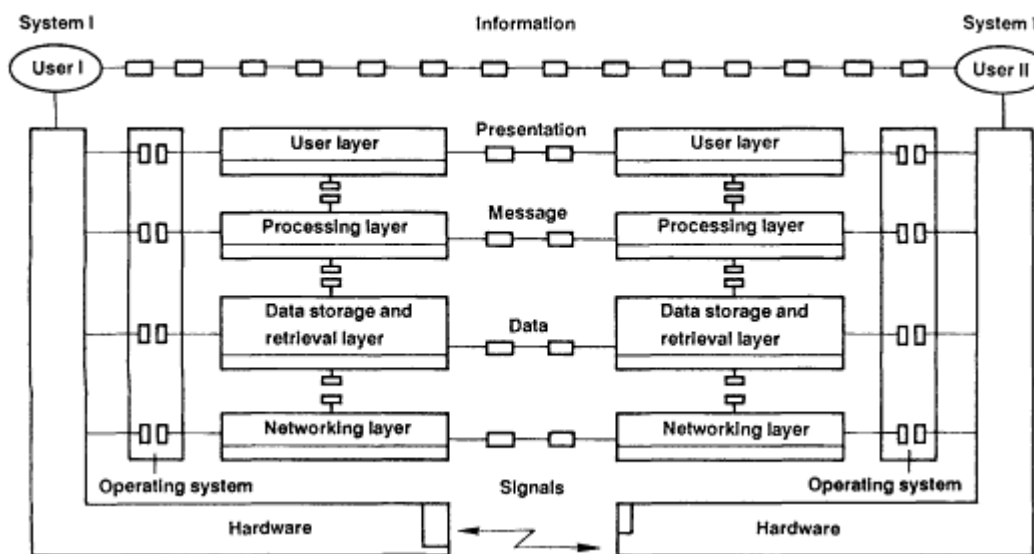 System I
Information
System I
User I
User II
User layer
Presentation
User layer
Processing layer
Message
Processing layer
Data storage and
retrieval layer
Data
Data storage and
retrieval layer
Networking layer
Networking layer
Operating system
Signals
Operating system
Hardware
Hardware